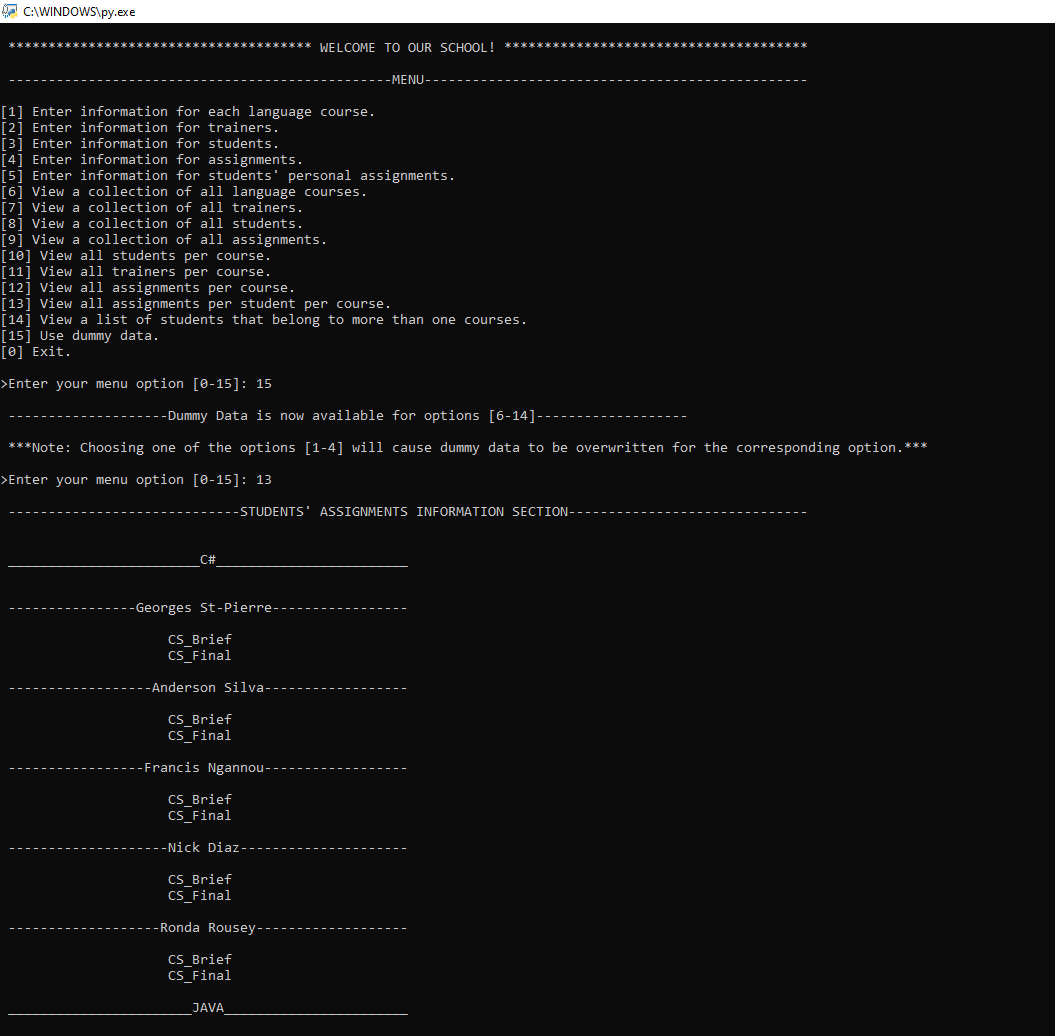 C:\WINDOWS\py.exe
************************************** WELCOME TO OUR SCHOOL! **************************************
------------------------------------------------MENU------------------------------------------------
[1] Enter information for each language course.
[2] Enter information for trainers.
[3] Enter information for students.
[4] Enter information for assignments.
[5] Enter information for students' personal assignments.
[6] View a collection of all language courses.
[7] View a collection of all trainers.
[8] View a collection of all students.
[9] View a collection of all assignments.
[10] View all students per course.
[11] View all trainers per course.
[12] View all assignments per course.
[13] View all assignments per student per course.
[14] View a list of students that belong to more than one courses.
[15] Use dummy data.
[0] Exit.
>Enter your menu option [0-15]: 15
--------------------Dummy Data is now available for options [6-14]-------------------
***Note: Choosing one of the options [1-4] will cause dummy data to be overwritten for the corresponding option.***
>Enter your menu option [0-15]: 13
-----------------------------STUDENTS' ASSIGNMENTS INFORMATION SECTION------------------------------
________________________C#________________________
----------------Georges St-Pierre-----------------
CS_Brief
CS_Final
------------------Anderson Silva------------------
CS_Brief
CS_Final
-----------------Francis Ngannou------------------
CS_Brief
CS_Final
--------------------Nick Diaz---------------------
CS_Brief
CS_Final
-------------------Ronda Rousey-------------------
CS_Brief
CS_Final
_______________________JAVA_______________________